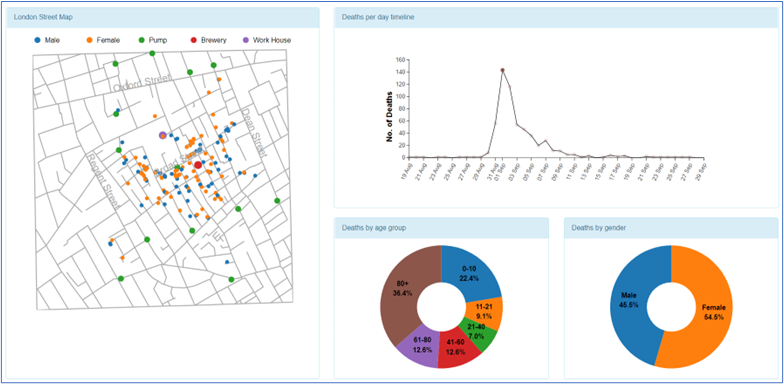 London Street Map
Male Female Pump Brewery Work House
Oxford Street
Dean Street
Broad Street
Regent Street
Deaths per day timeline
No. of Deaths
160
140
120
100
80
60
40
20
0
19 Aug 21 Aug 23 Aug 25 Aug 27 Aug 29 Aug 31 Aug 01 Sep 03 Sep 05 Sep 07 Sep 09 Sep 11 Sep 13 Sep 15 Sep 17 Sep 19 Sep 21 Sep 23 Sep 25 Sep 27 Sep 29 Sep
Deaths by age group
0-10
22.4%
11-21
9.1%
21-40
7.0%
41-60
12.6%
61-80
12.6%
80+
36.4%
Deaths by gender
Male
45.5%
Female
54.5%